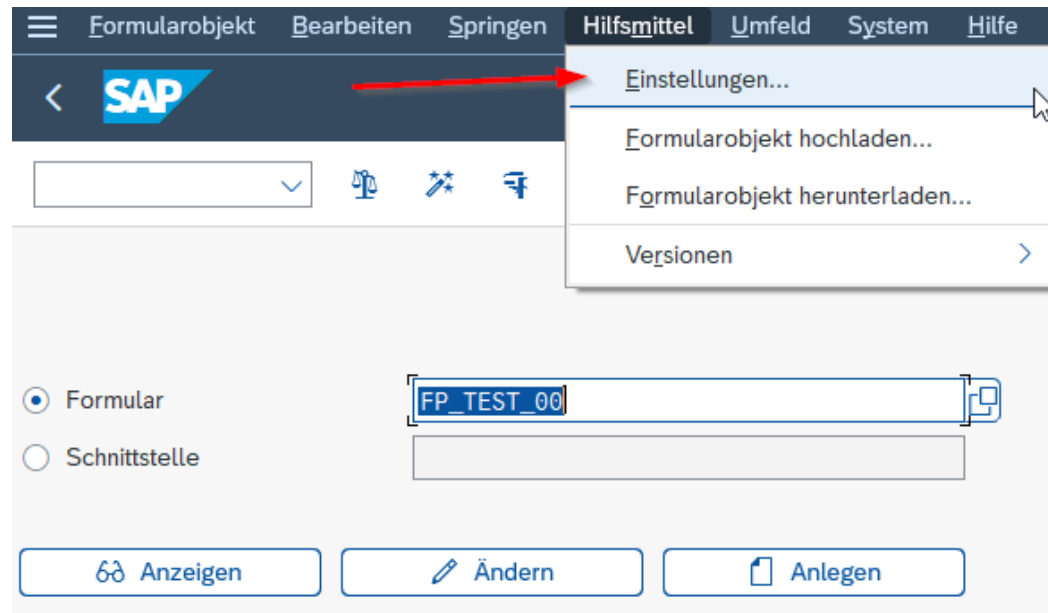 Formularobjekt Bearbeiten Springen Hilfsmittel Umfeld System Hilfe
SAP
Einstellungen...
Formularobjekt hochladen...
Formularobjekt herunterladen...
Versionen
Formular FP_TEST_00
Schnittstelle
Anzeigen Ändern Anlegen